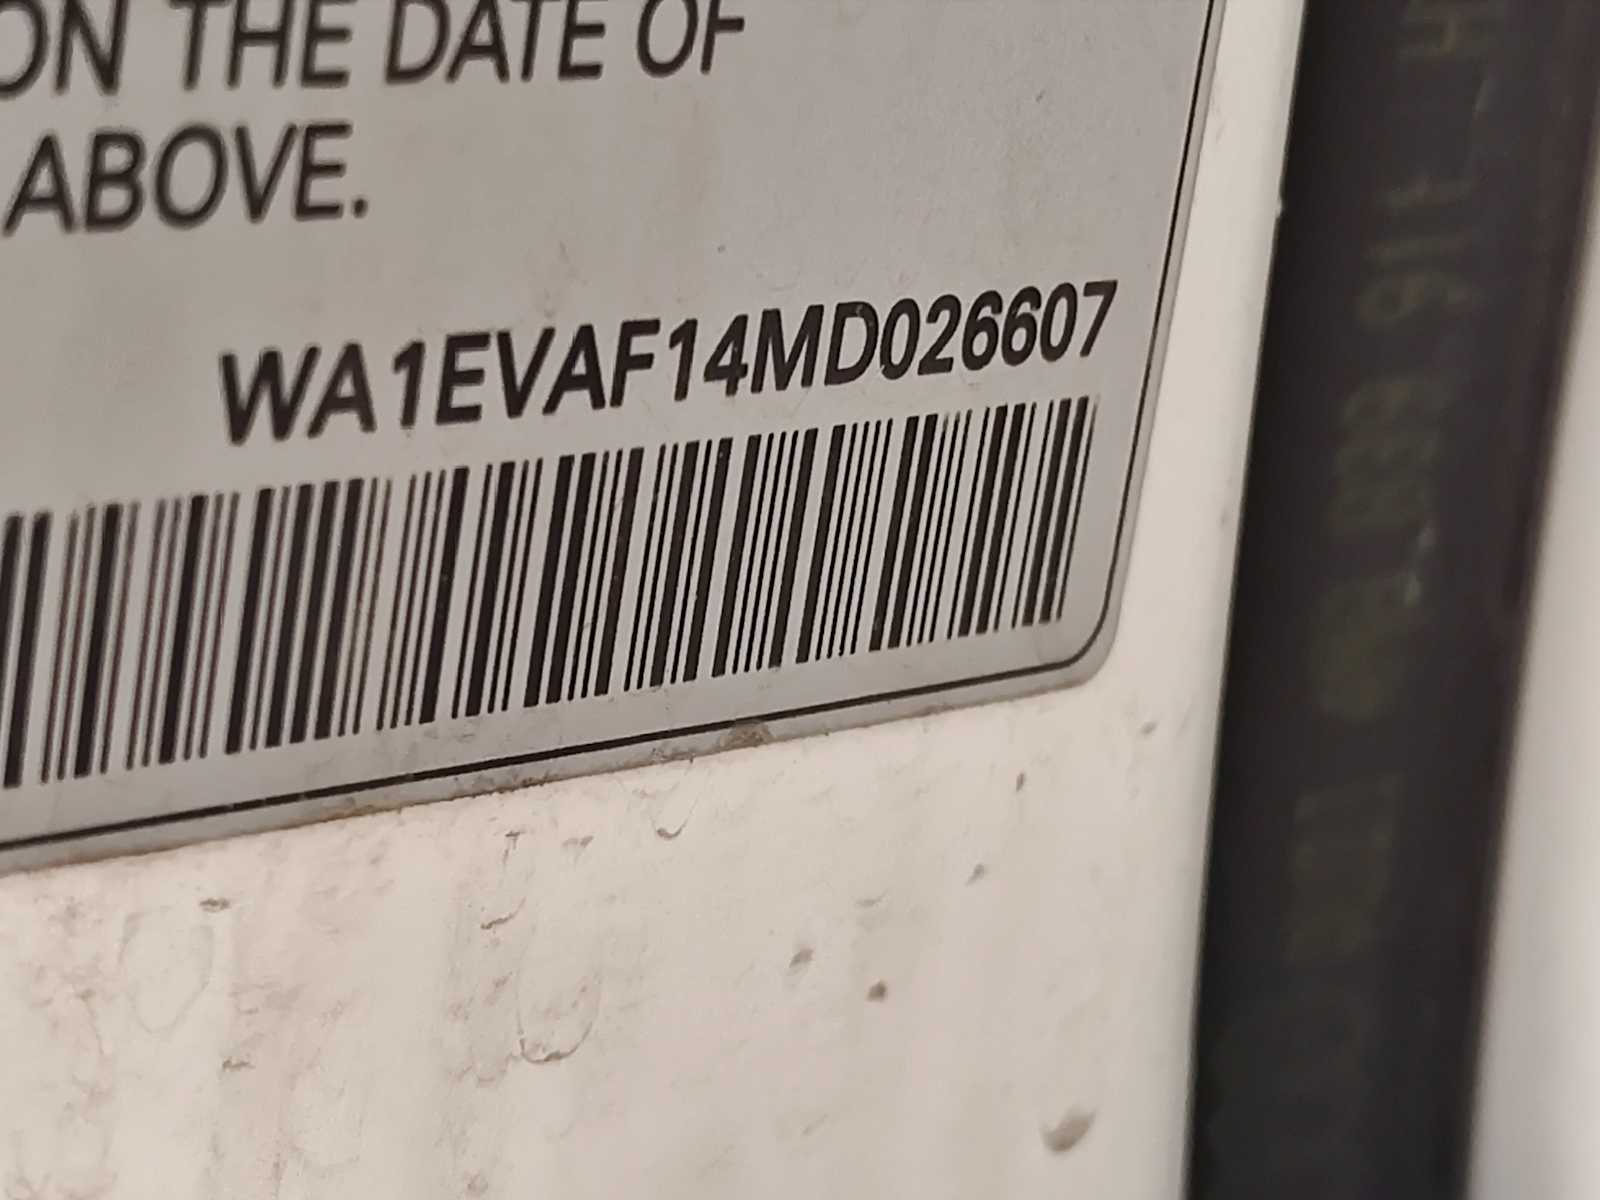 ON THE DATE OF
ABOVE.
WA1EVAF14MD026607